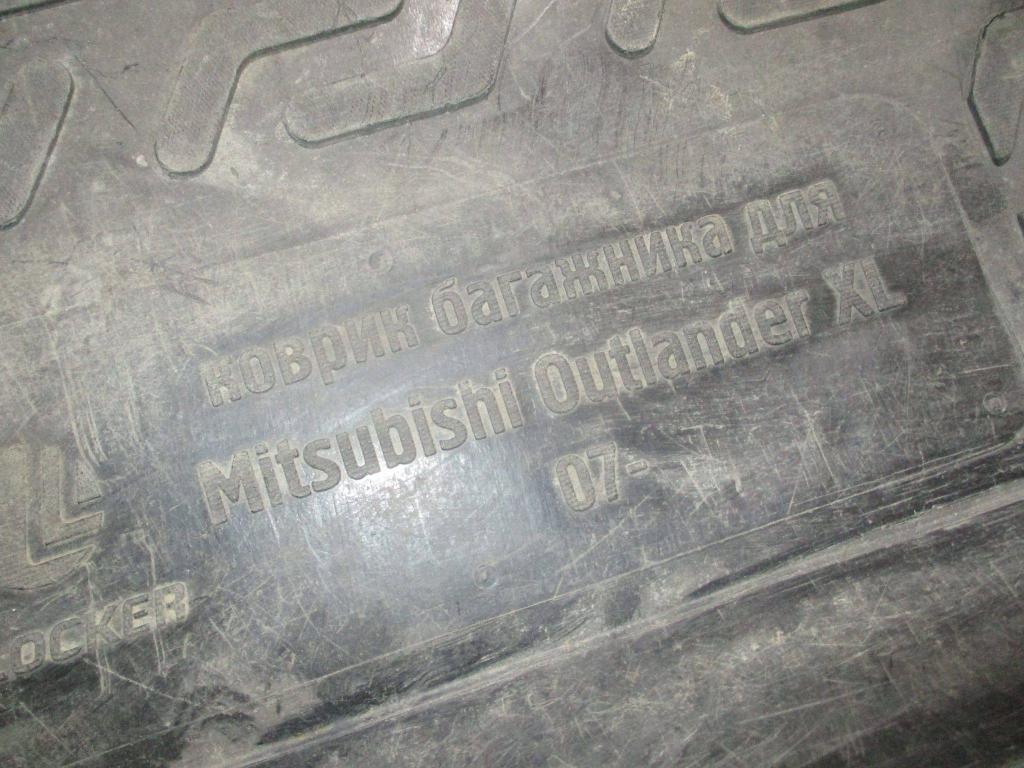 коврик багажника для
Mitsubishi Outlander XL
07-
OCKER